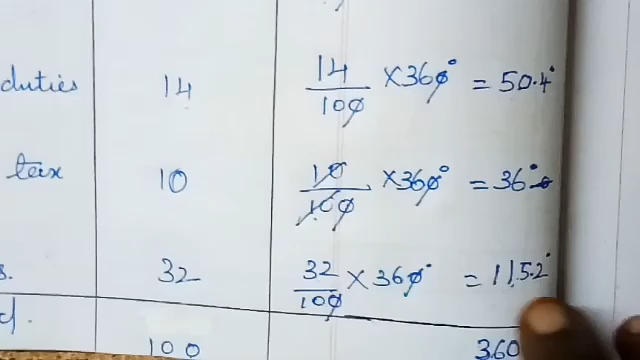 duties 14 14/100 ×360° = 50.4°
tax 10 10/100 ×360° = 36°
s. 32 32/100 × 360° = 115.2°
d. 100 360